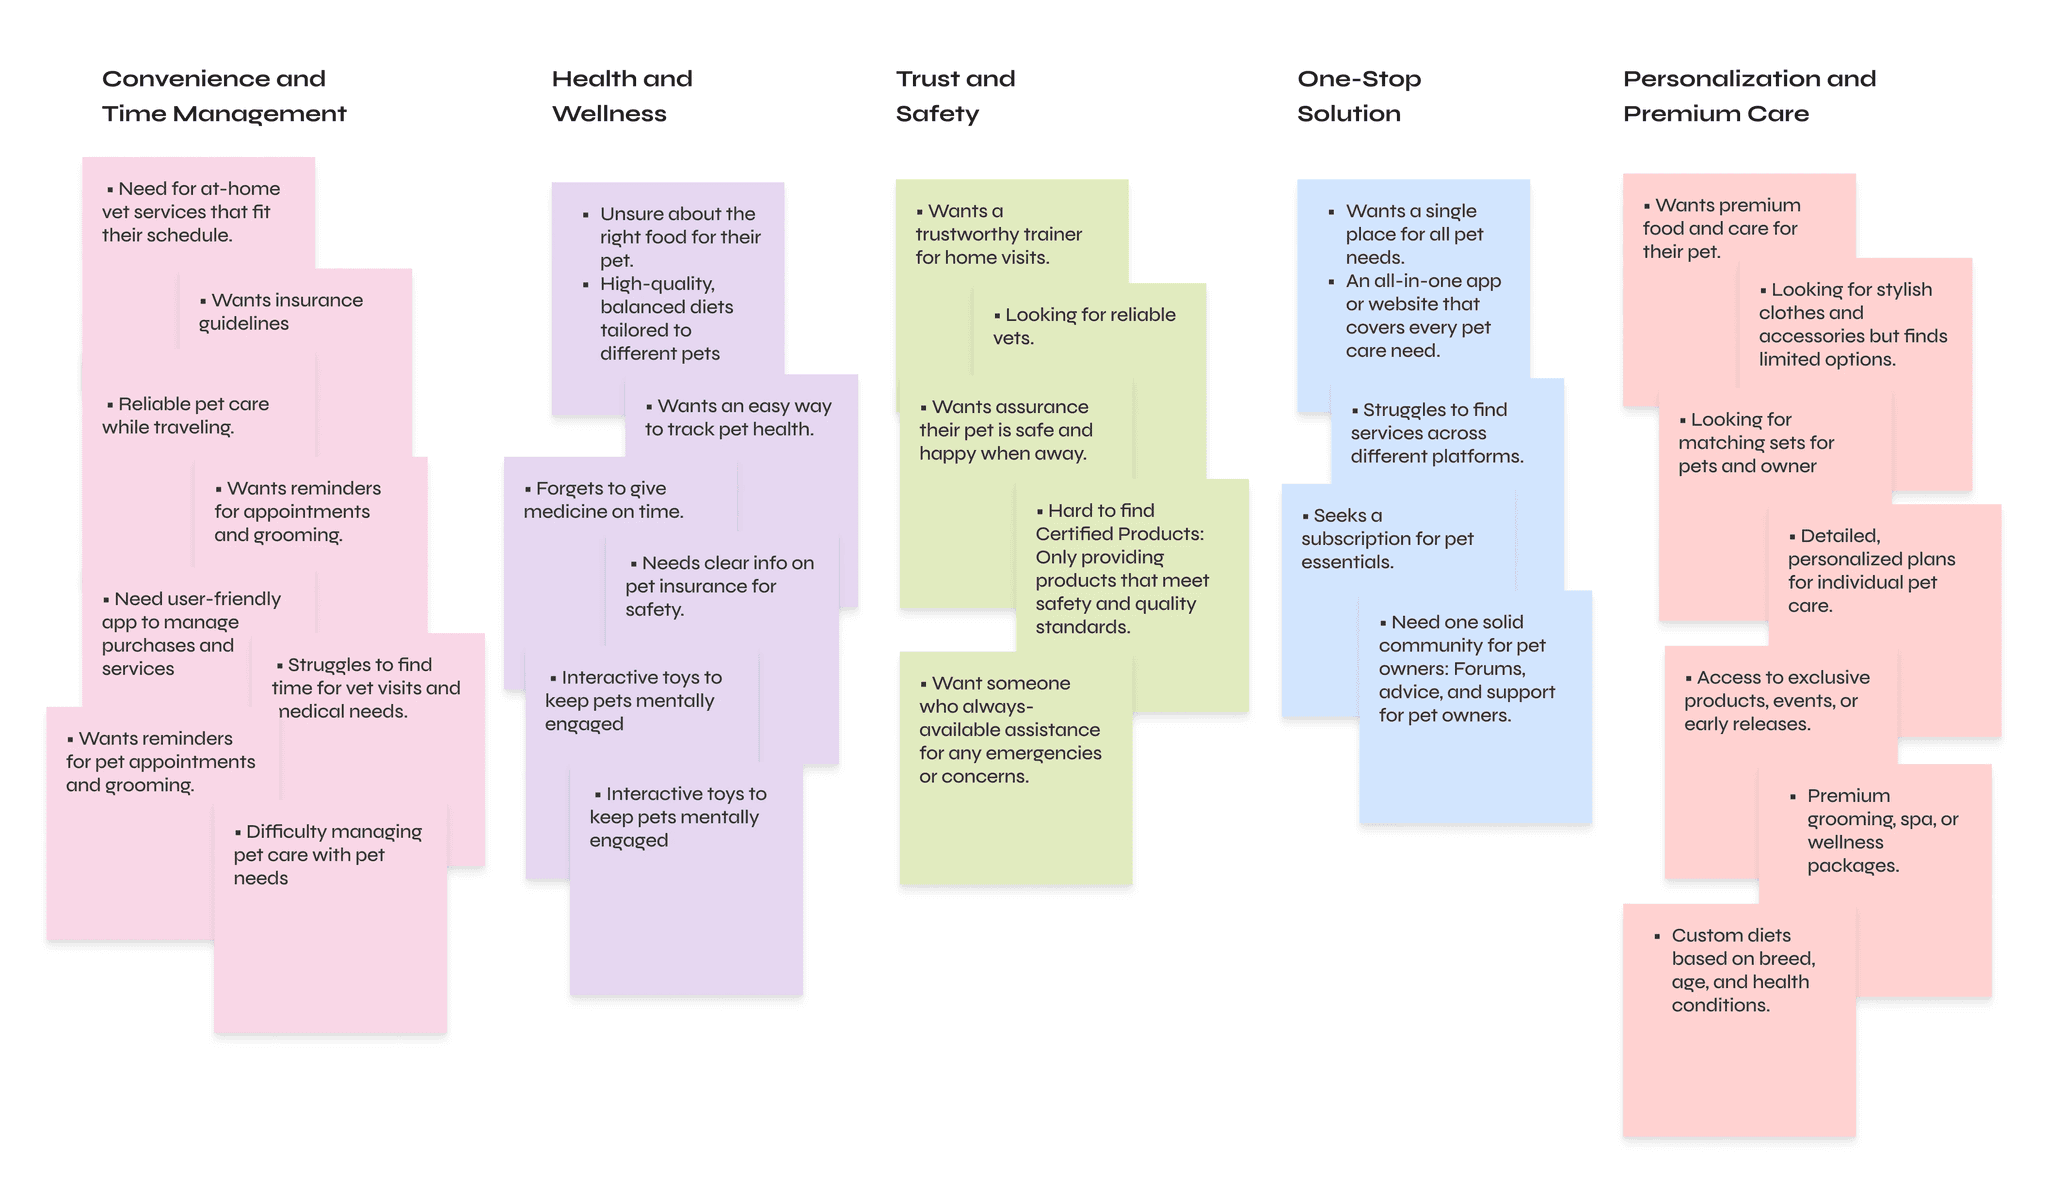 Convenience and
Time Management
▪ Need for at-home
vet services that fit
their schedule.
▪ Wants insurance
guidelines
▪ Reliable pet care
while traveling.
▪ Wants reminders
for appointments
and grooming.
▪ Need user-friendly
app to manage
purchases and
services
▪ Struggles to find
time for vet visits and
medical needs.
▪ Wants reminders
for pet appointments
and grooming.
▪ Difficulty managing
pet care with pet
needs
Health and
Wellness
▪ Unsure about the
right food for their
pet.
▪ High-quality,
balanced diets
tailored to
different pets
▪ Wants an easy way
to track pet health.
▪ Forgets to give
medicine on time.
▪ Needs clear info on
pet insurance for
safety.
▪ Interactive toys to
keep pets mentally
engaged
▪ Interactive toys to
keep pets mentally
engaged
Trust and
Safety
▪ Wants a
trustworthy trainer
for home visits.
▪ Looking for reliable
vets.
▪ Wants assurance
their pet is safe and
happy when away.
▪ Hard to find
Certified Products:
Only providing
products that meet
safety and quality
standards.
▪ Want someone
who always-
available assistance
for any emergencies
or concerns.
One-Stop
Solution
▪ Wants a single
place for all pet
needs.
▪ An all-in-one app
or website that
covers every pet
care need.
▪ Struggles to find
services across
different platforms.
▪ Seeks a
subscription for pet
essentials.
▪ Need one solid
community for pet
owners: Forums,
advice, and support
for pet owners.
Personalization and
Premium Care
▪ Wants premium
food and care for
their pet.
▪ Looking for stylish
clothes and
accessories but finds
limited options.
▪ Looking for
matching sets for
pets and owner
▪ Detailed,
personalized plans
for individual pet
care.
▪ Access to exclusive
products, events, or
early releases.
▪ Premium
grooming, spa, or
wellness
packages.
▪ Custom diets
based on breed,
age, and health
conditions.